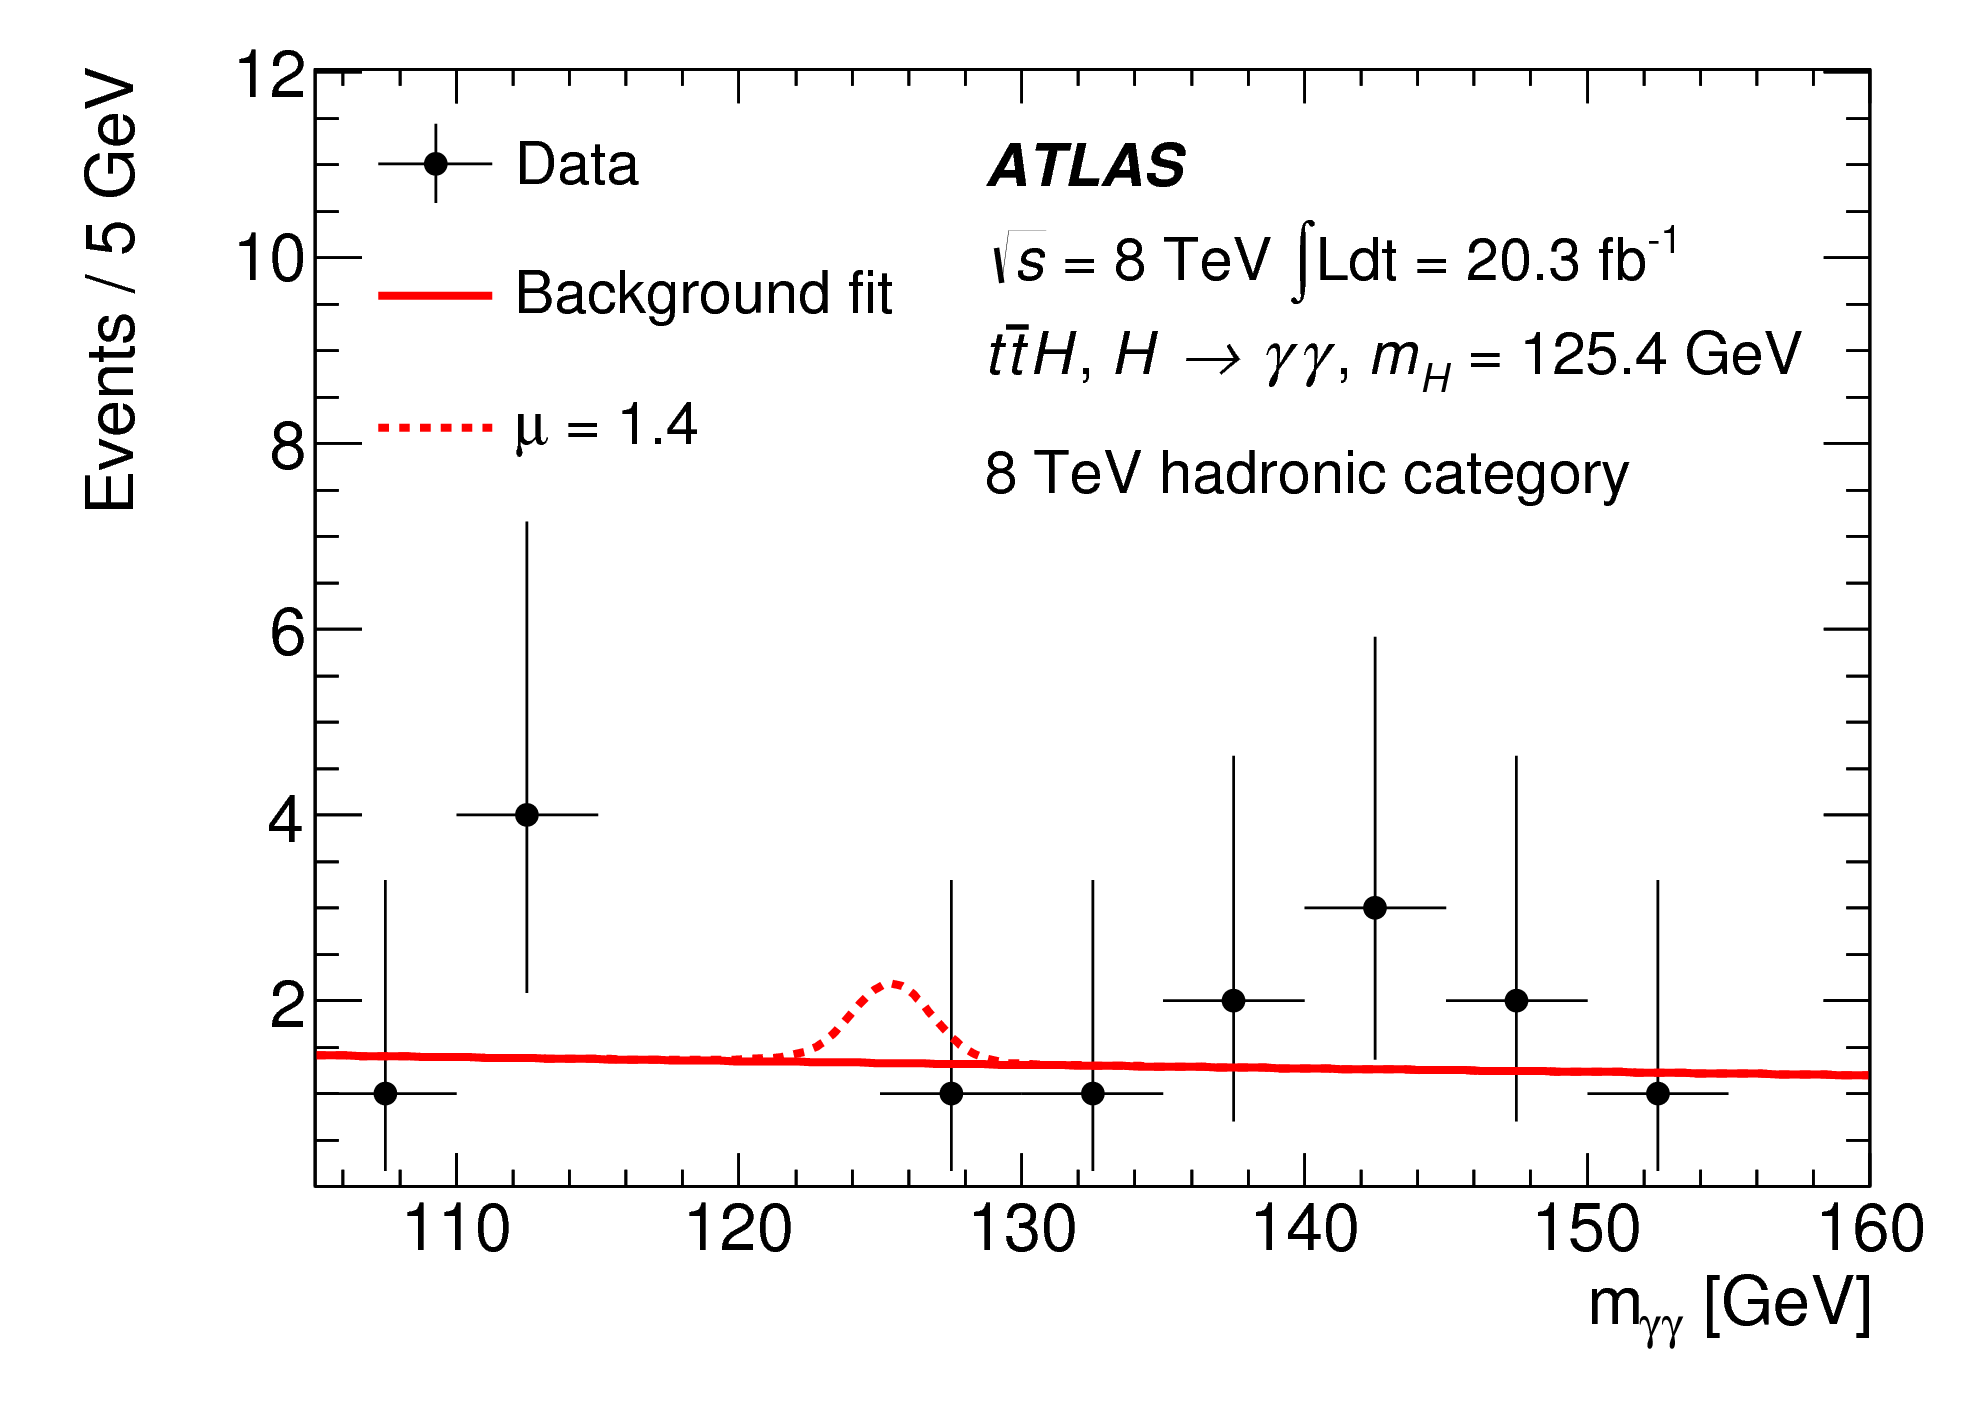 Events / 5 GeV
12
10
8
6
4
2
Data
Background fit
μ = 1.4
ATLAS
√s = 8 TeV ∫Ldt = 20.3 fb⁻¹
tt̄H, H → γγ, m_H = 125.4 GeV
8 TeV hadronic category
110 120 130 140 150 160
m_γγ [GeV]